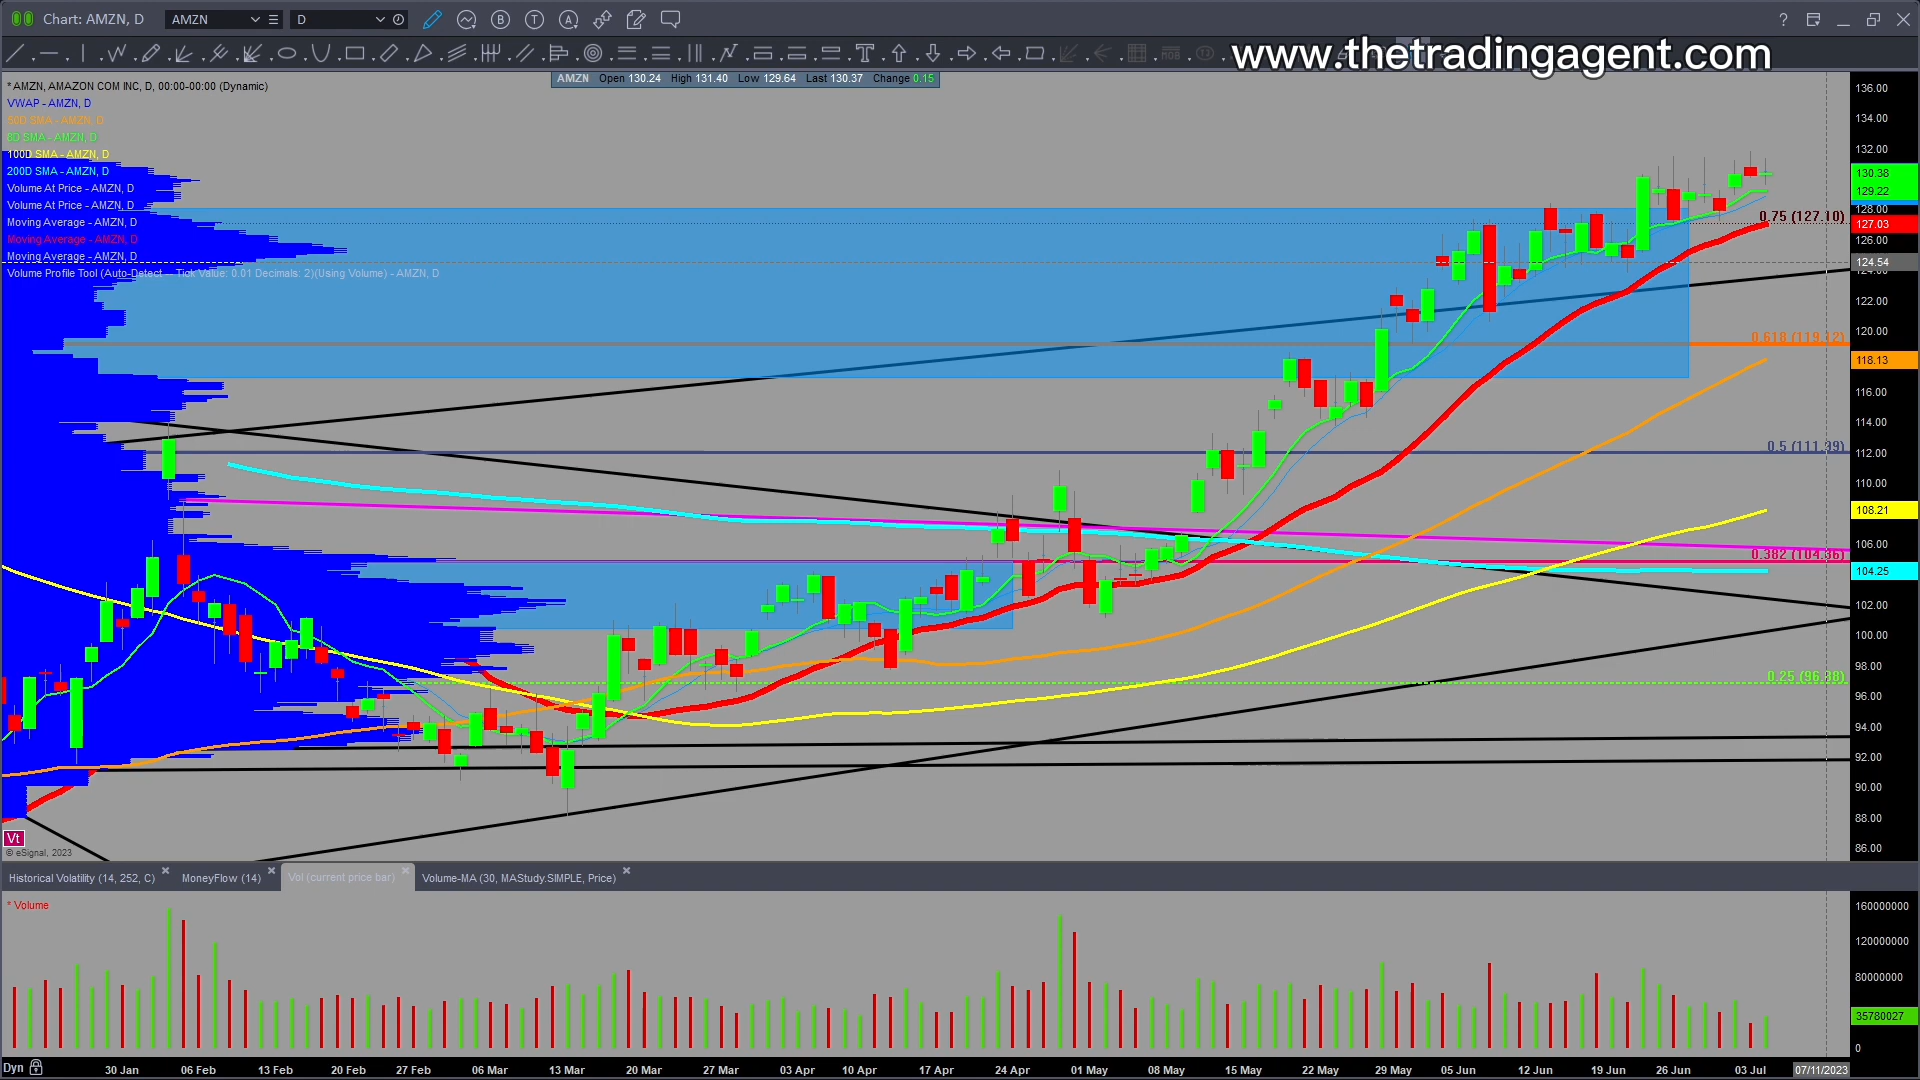 Chart: AMZN, D
AMZN
D
www.thetradingagent.com
AMZN Open 130.24 High 131.40 Low 129.64 Last 130.37 Change 0.15
*AMZN, AMAZON COM INC, D, 00:00-00:00 (Dynamic)
VWAP - AMZN, D
50D SMA - AMZN, D
8D SMA - AMZN, D
100D SMA - AMZN, D
200D SMA - AMZN, D
Volume At Price - AMZN, D
Volume At Price - AMZN, D
Moving Average - AMZN, D
Moving Average - AMZN, D
Moving Average - AMZN, D
Volume Profile Tool (Auto-Detect -- Tick Value: 0.01 Decimals: 2)(Using Volume) - AMZN, D
136.00
134.00
132.00
130.38
129.22
128.00
0.75 (127.10)
127.03
126.00
124.54
124.00
122.00
120.00
0.618 (119.12)
118.13
116.00
114.00
0.5 (111.99)
112.00
110.00
108.21
106.00
0.382 (104.86)
104.25
102.00
100.00
98.00
0.25 (96.88)
96.00
94.00
92.00
90.00
88.00
86.00
Vt
© eSignal, 2023
Historical Volatility (14, 252, C)
MoneyFlow (14)
Vol (current price bar)
Volume-MA (30, MAStudy.SIMPLE, Price)
* Volume
160000000
120000000
80000000
35780027
0
Dyn
30 Jan 06 Feb 13 Feb 20 Feb 27 Feb 06 Mar 13 Mar 20 Mar 27 Mar 03 Apr 10 Apr 17 Apr 24 Apr 01 May 08 May 15 May 22 May 29 May 05 Jun 12 Jun 19 Jun 26 Jun 03 Jul 07/11/2023